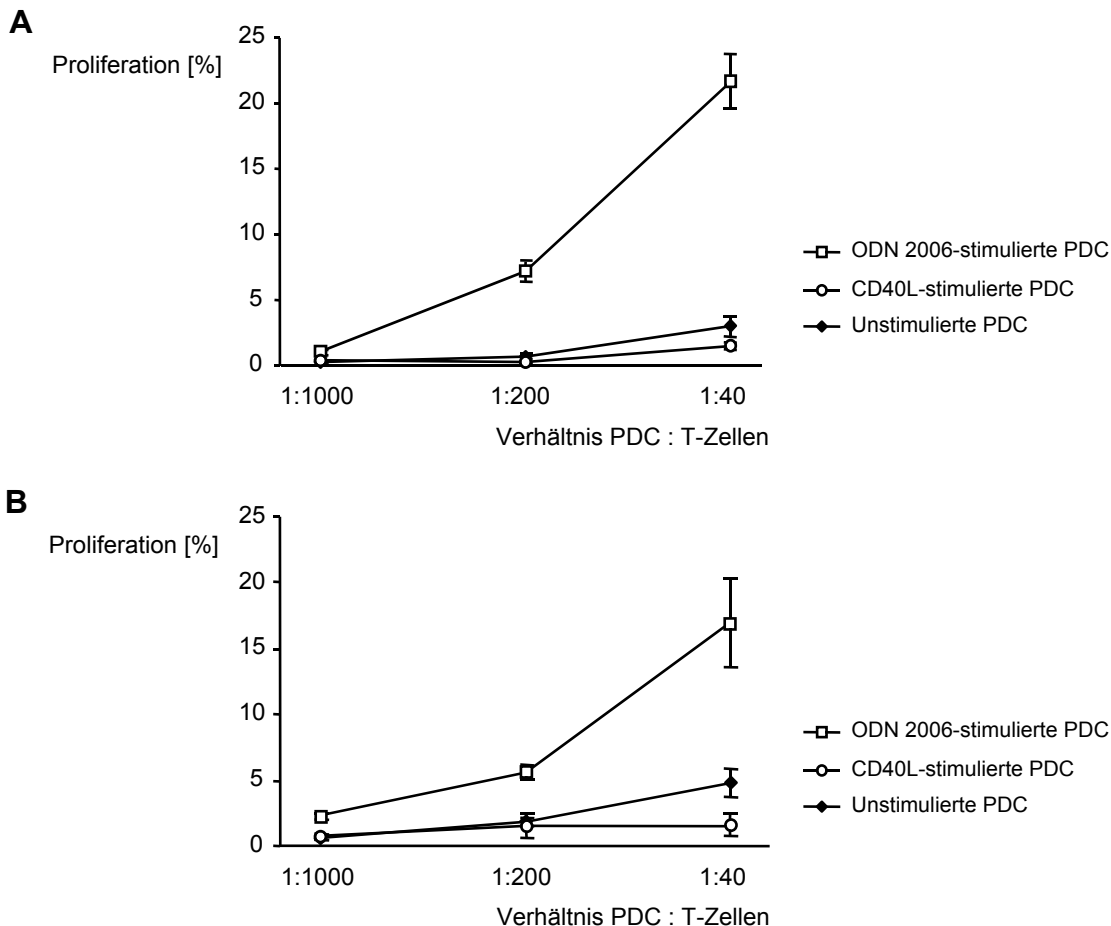 A
Proliferation [%]
25
20
15
10
5
0
1:1000
1:200
1:40
Verhältnis PDC : T-Zellen
ODN 2006-stimulierte PDC
CD40L-stimulierte PDC
Unstimulierte PDC
B
Proliferation [%]
25
20
15
10
5
0
1:1000
1:200
1:40
Verhältnis PDC : T-Zellen
ODN 2006-stimulierte PDC
CD40L-stimulierte PDC
Unstimulierte PDC